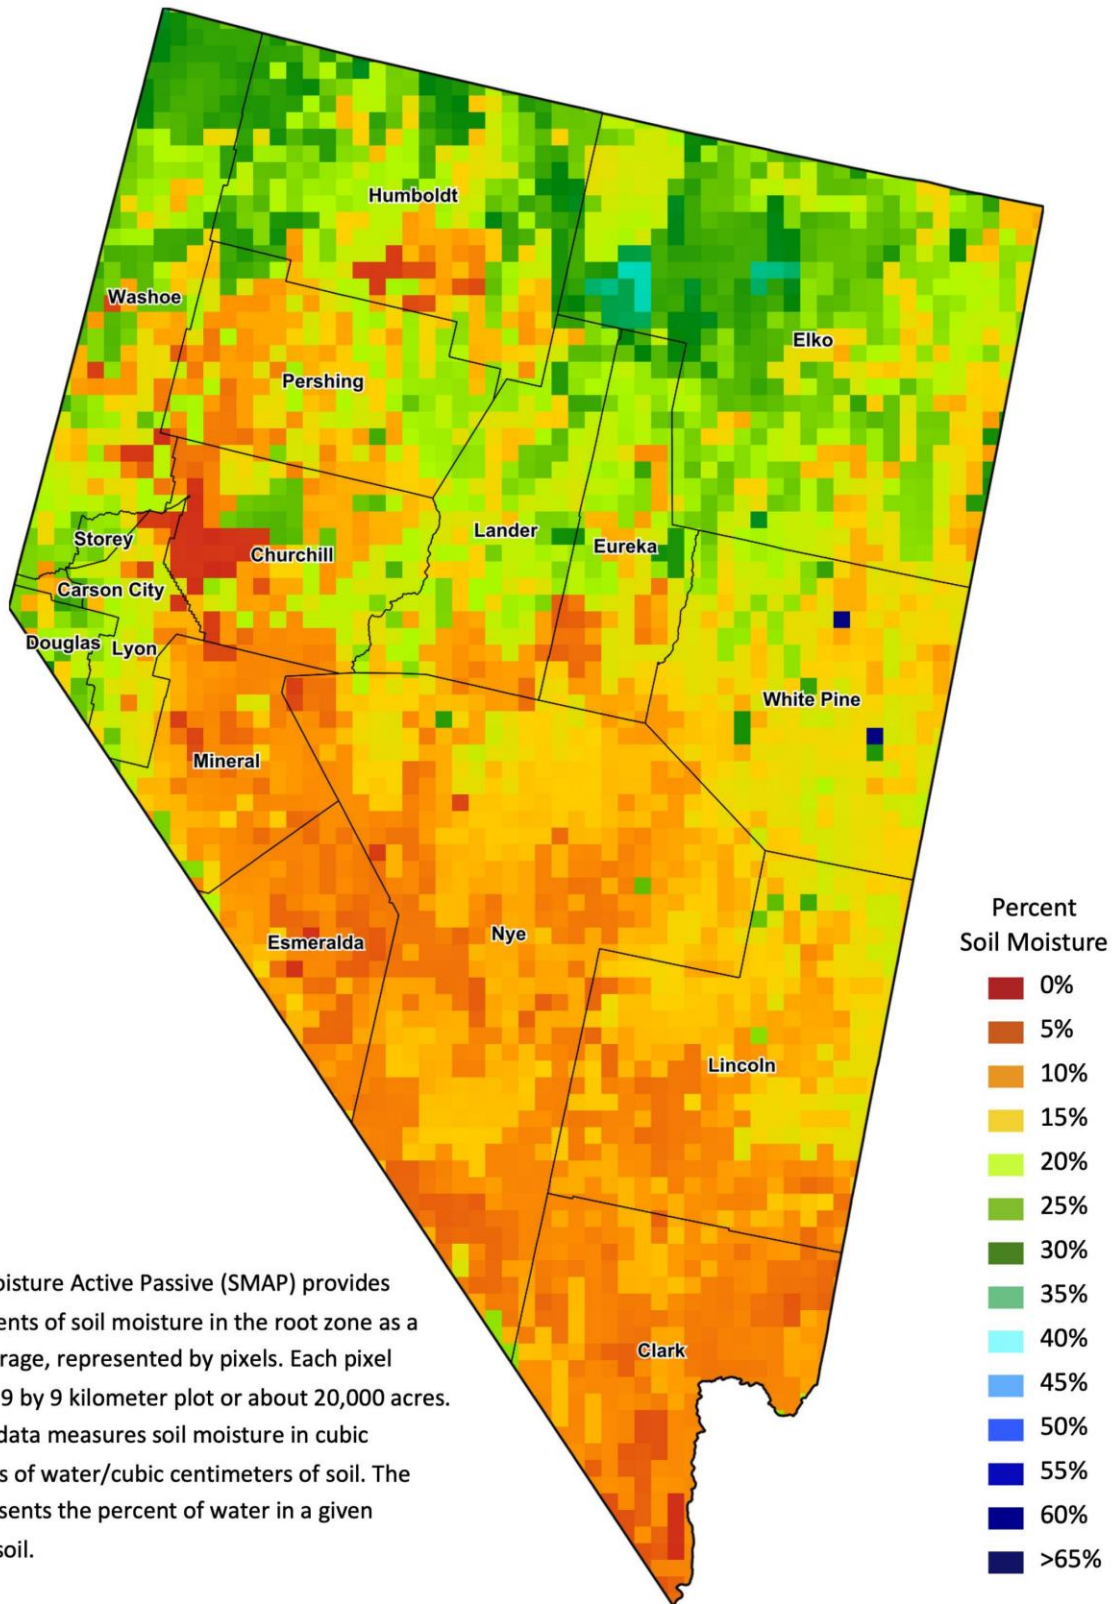 Humboldt
Washoe
Elko
Pershing
Storey
Lander
Churchill
Eureka
Carson City
Douglas
Lyon
White Pine
Mineral
Esmeralda
Nye
Lincoln
Clark
Percent
Soil Moisture
0%
5%
10%
15%
20%
25%
30%
35%
40%
45%
50%
55%
60%
>65%
oisture Active Passive (SMAP) provides
ents of soil moisture in the root zone as a
rage, represented by pixels. Each pixel
9 by 9 kilometer plot or about 20,000 acres.
data measures soil moisture in cubic
s of water/cubic centimeters of soil. The
sents the percent of water in a given
soil.